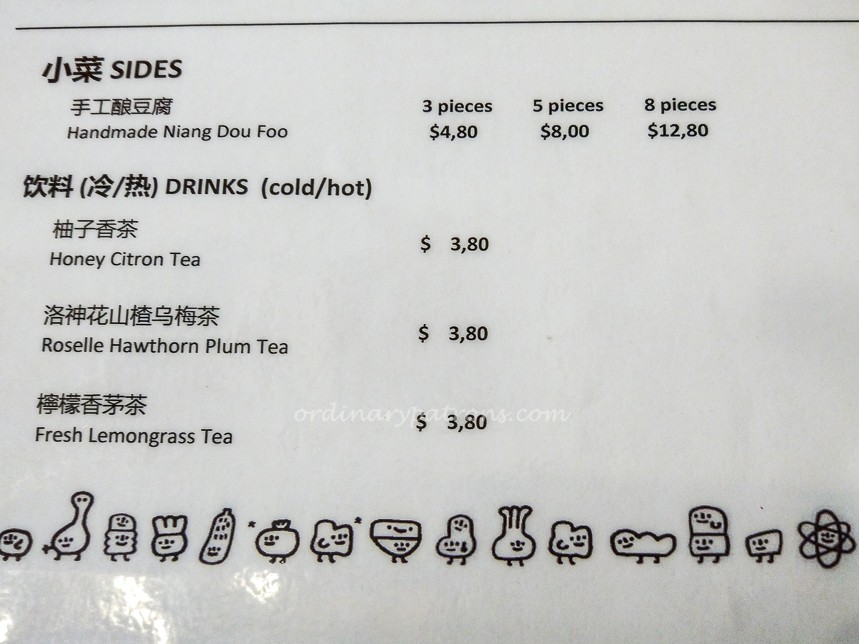 小菜 SIDES
手工酿豆腐 3 pieces 5 pieces 8 pieces
Handmade Niang Dou Foo $4,80 $8,00 $12,80
饮料 (冷/热) DRINKS (cold/hot)
柚子香茶
Honey Citron Tea $ 3,80
洛神花山楂乌梅茶
Roselle Hawthorn Plum Tea $ 3,80
檸檬香茅茶
Fresh Lemongrass Tea $ 3,80
ordinarypatrons.com